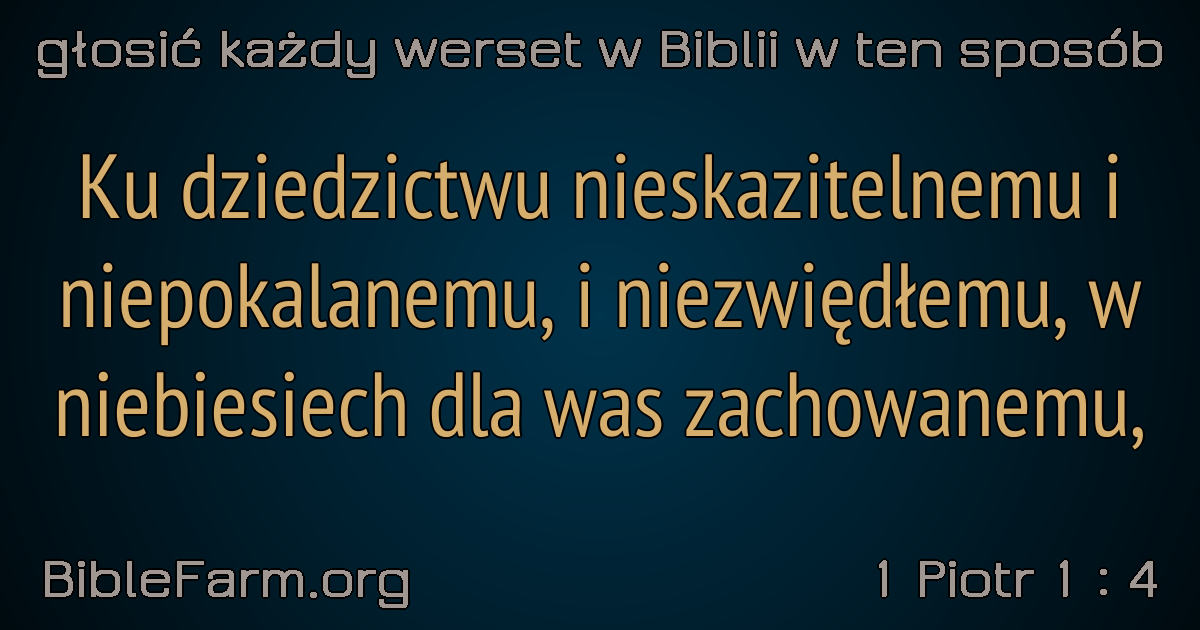 głosić każdy werset w Biblii w ten sposób
Ku dziedzictwu nieskazitelnemu i
niepokalanemu, i niezwiędłemu, w
niebiesiech dla was zachowanemu,
BibleFarm.org
1 Piotr 1 : 4